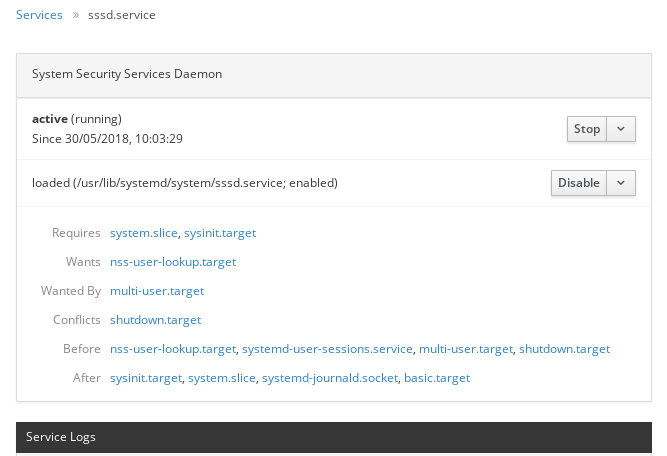 Services » sssd.service
System Security Services Daemon
active (running)
Since 30/05/2018, 10:03:29
Stop
loaded (/usr/lib/systemd/system/sssd.service; enabled)
Disable
Requires system.slice, sysinit.target
Wants nss-user-lookup.target
Wanted By multi-user.target
Conflicts shutdown.target
Before nss-user-lookup.target, systemd-user-sessions.service, multi-user.target, shutdown.target
After sysinit.target, system.slice, systemd-journald.socket, basic.target
Service Logs